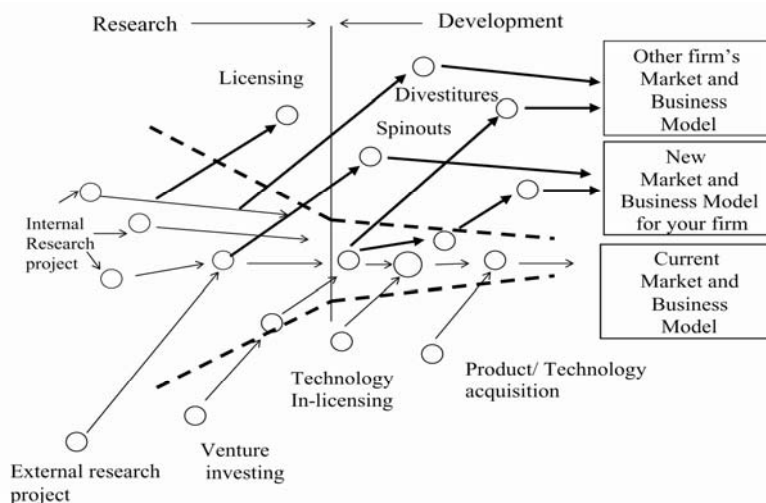 Research
Development
Licensing
Divestitures
Spinouts
Other firm's
Market and
Business
Model
New
Market and
Business Model
for your firm
Internal
Research
project
Current
Market and
Business
Model
Technology
In-licensing
Product/ Technology
acquisition
Venture
investing
External research
project